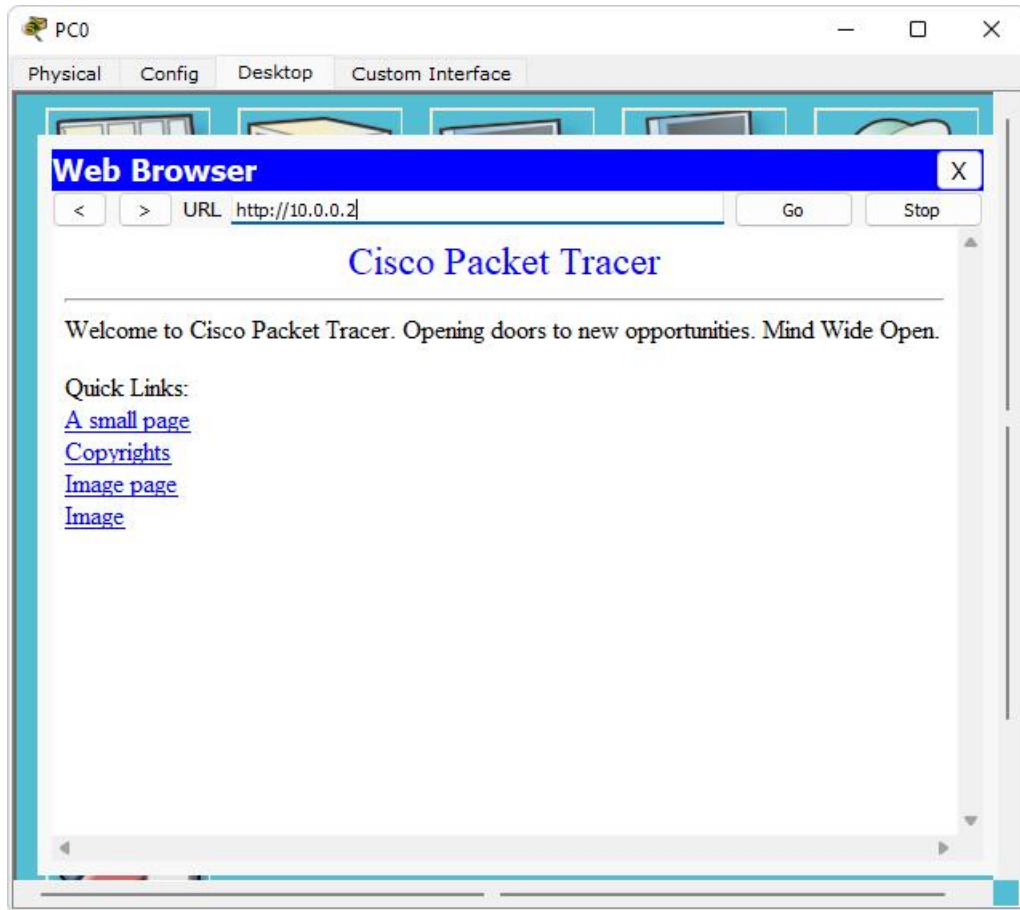 PC0
Physical Config Desktop Custom Interface
Web Browser X
< > URL http://10.0.0.2 Go Stop
Cisco Packet Tracer
Welcome to Cisco Packet Tracer. Opening doors to new opportunities. Mind Wide Open.
Quick Links:
A small page
Copyrights
Image page
Image